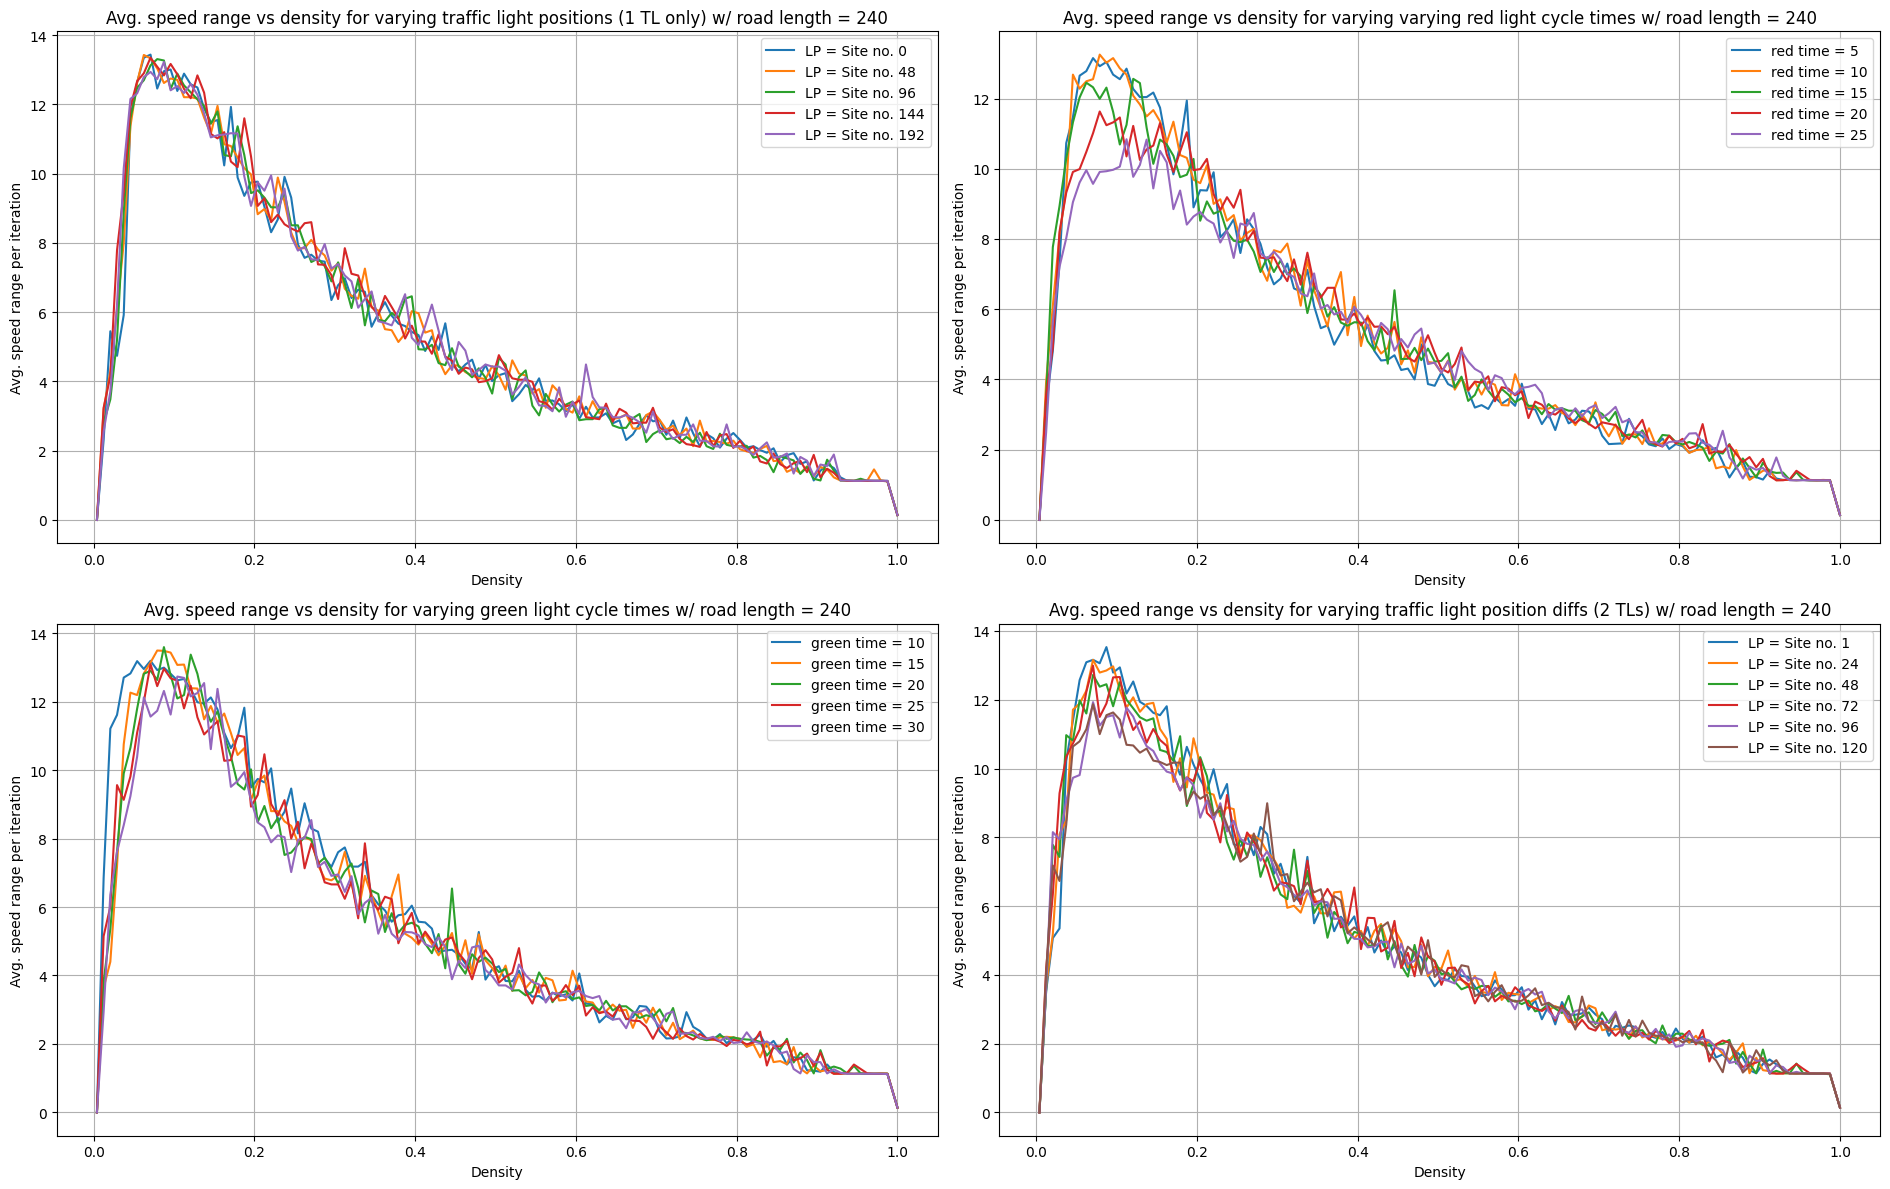 Avg. speed range vs density for varying traffic light positions (1 TL only) w/ road length = 240
14
12
10
8
6
4
2
0
Avg. speed range per iteration
LP = Site no. 0
LP = Site no. 48
LP = Site no. 96
LP = Site no. 144
LP = Site no. 192
0.0 0.2 0.4 0.6 0.8 1.0
Density
Avg. speed range vs density for varying varying red light cycle times w/ road length = 240
12
10
8
6
4
2
0
Avg. speed range per iteration
red time = 5
red time = 10
red time = 15
red time = 20
red time = 25
0.0 0.2 0.4 0.6 0.8 1.0
Density
Avg. speed range vs density for varying green light cycle times w/ road length = 240
14
12
10
8
6
4
2
0
Avg. speed range per iteration
green time = 10
green time = 15
green time = 20
green time = 25
green time = 30
0.0 0.2 0.4 0.6 0.8 1.0
Density
Avg. speed range vs density for varying traffic light position diffs (2 TLs) w/ road length = 240
14
12
10
8
6
4
2
0
Avg. speed range per iteration
LP = Site no. 1
LP = Site no. 24
LP = Site no. 48
LP = Site no. 72
LP = Site no. 96
LP = Site no. 120
0.0 0.2 0.4 0.6 0.8 1.0
Density